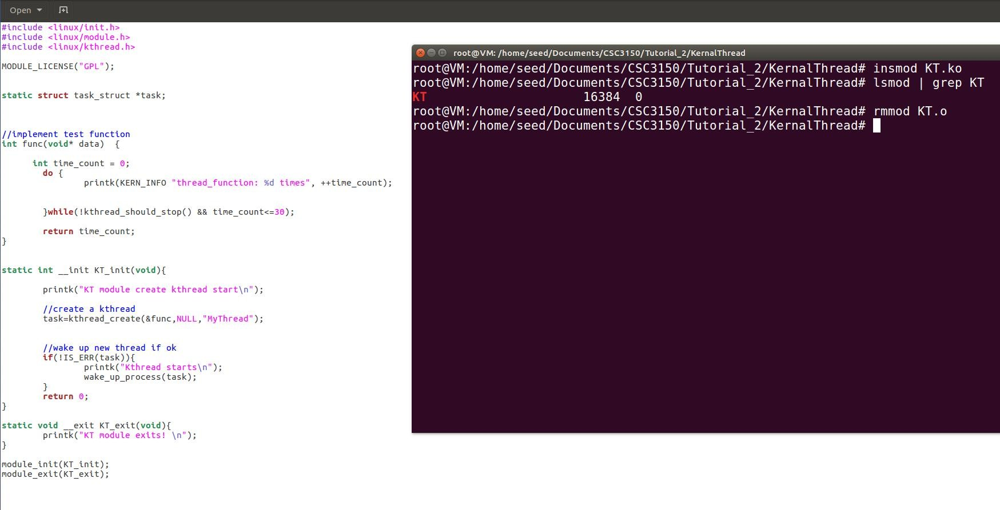 Open
#include <linux/init.h>
#include <linux/module.h>
#include <linux/kthread.h>
MODULE_LICENSE("GPL");
static struct task_struct *task;
//implement test function
int func(void* data)  {
int time_count = 0;
do {
printk(KERN_INFO "thread_function: %d times", ++time_count);
}while(!kthread_should_stop() && time_count<=30);
return time_count;
}
static int __init KT_init(void){
printk("KT module create kthread start\n");
//create a kthread
task=kthread_create(&func,NULL,"MyThread");
//wake up new thread if ok
if(!IS_ERR(task)){
printk("Kthread starts\n");
wake_up_process(task);
}
return 0;
}
static void __exit KT_exit(void){
printk("KT module exits! \n");
}
module_init(KT_init);
module_exit(KT_exit);
root@VM: /home/seed/Documents/CSC3150/Tutorial_2/KernalThread
root@VM:/home/seed/Documents/CSC3150/Tutorial_2/KernalThread# insmod KT.ko
root@VM:/home/seed/Documents/CSC3150/Tutorial_2/KernalThread# lsmod | grep KT
KT                     16384  0
root@VM:/home/seed/Documents/CSC3150/Tutorial_2/KernalThread# rmmod KT.o
root@VM:/home/seed/Documents/CSC3150/Tutorial_2/KernalThread#